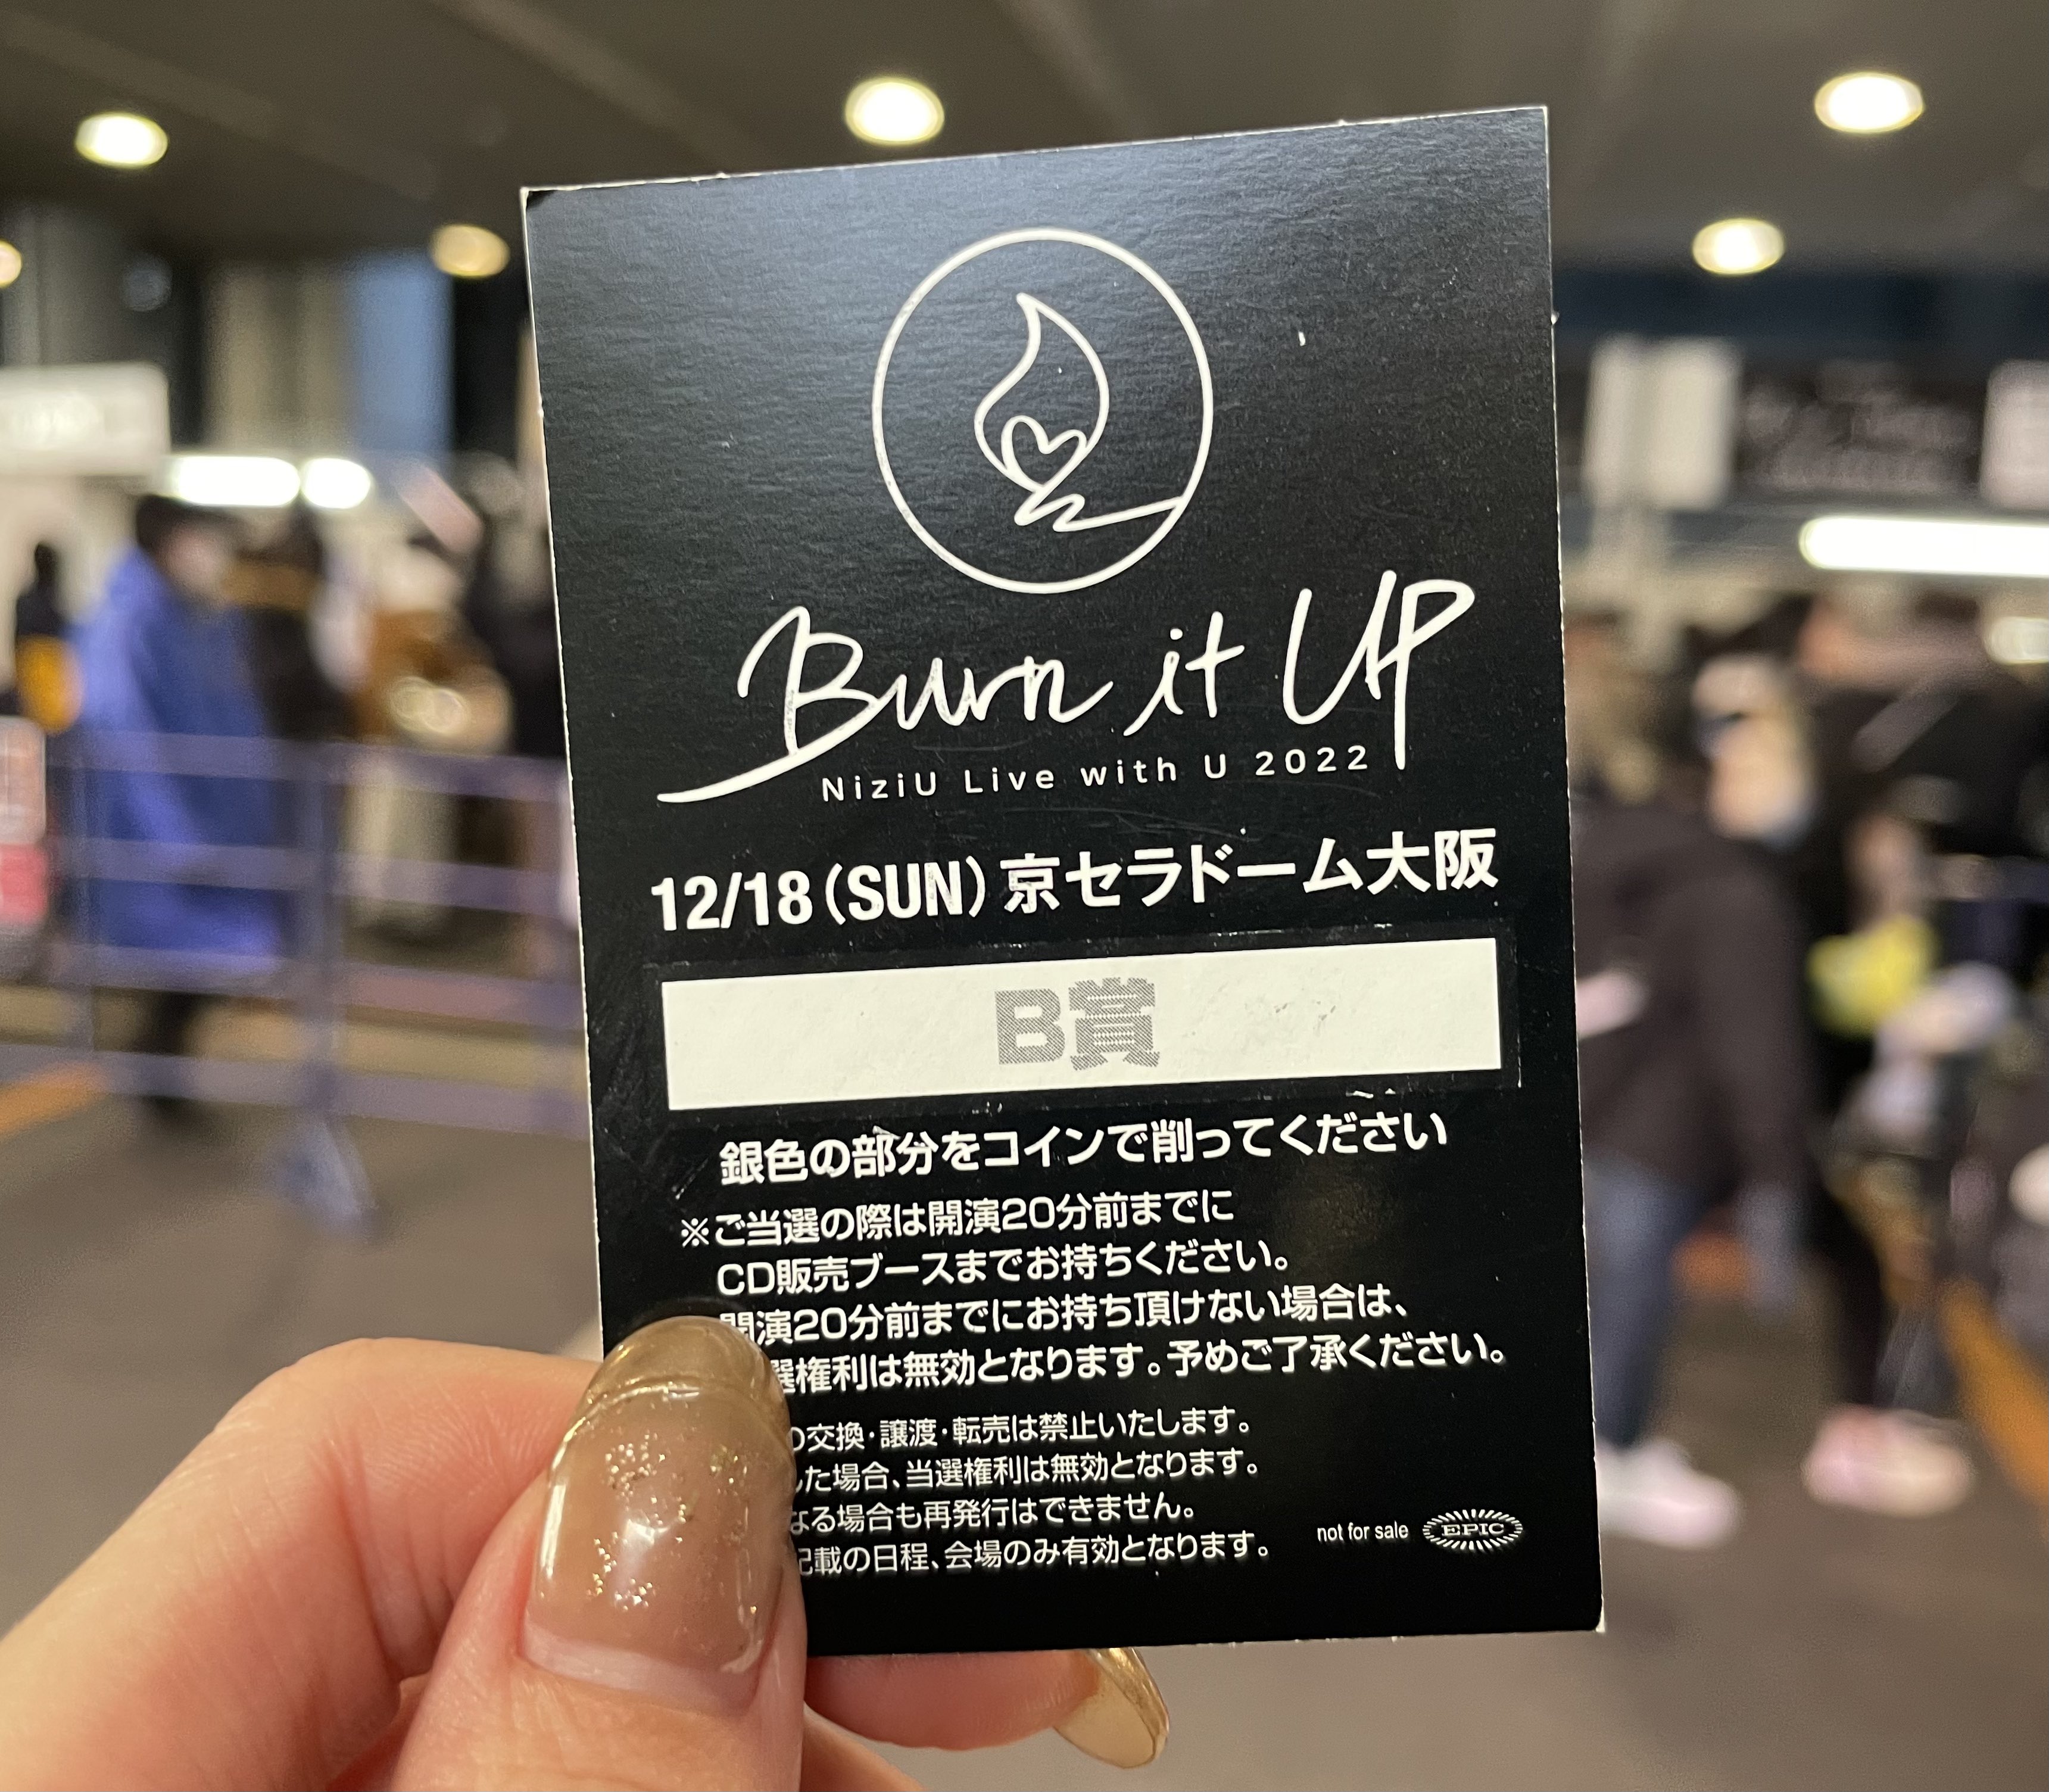 Burn it UP
NiziU Live with U 2022
12/18(SUN)京セラドーム大阪
B賞
銀色の部分をコインで削ってください
※ご当選の際は開演20分前までに
CD販売ブースまでお持ちください。
開演20分前までにお持ち頂けない場合は、
選権利は無効となります。予めご了承ください。
の交換・譲渡・転売は禁止いたします。
した場合、当選権利は無効となります。
なる場合も再発行はできません。
記載の日程、会場のみ有効となります。
not for sale EPIC